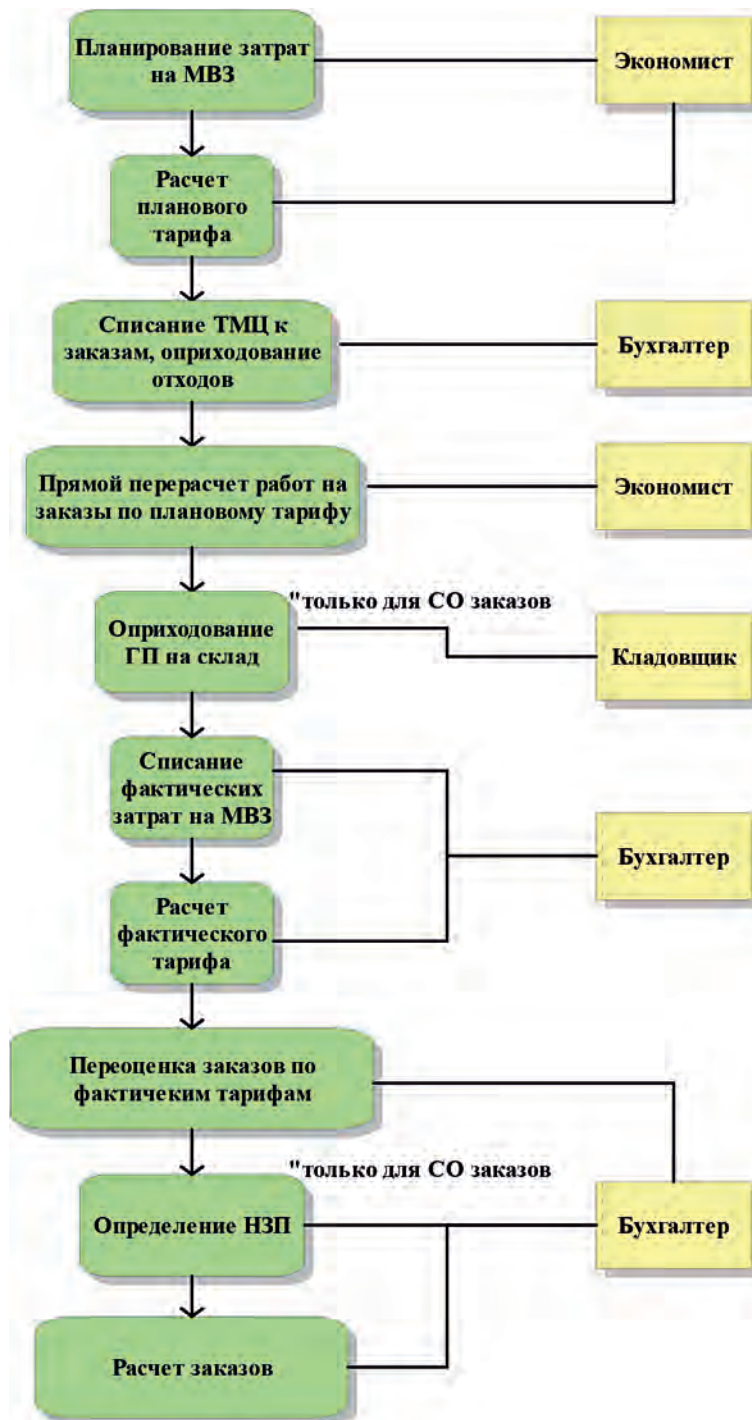 Планирование затрат
на МВЗ
Экономист
Расчет
планового
тарифа
Списание ТМЦ к
заказам, оприходование
отходов
Бухгалтер
Прямой перерасчет работ на
заказы по плановому тарифу
Экономист
"только для СО заказов
Оприходование
ГП на склад
Кладовщик
Списание
фактических
затрат на МВЗ
Бухгалтер
Расчет
фактического
тарифа
Переоценка заказов по
фактичеким тарифам
"только для СО заказов
Определение НЗП
Бухгалтер
Расчет заказов